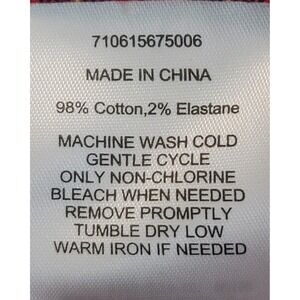 710615675006
MADE IN CHINA
98% Cotton,2% Elastane
MACHINE WASH COLD
GENTLE CYCLE
ONLY NON-CHLORINE
BLEACH WHEN NEEDED
REMOVE PROMPTLY
TUMBLE DRY LOW
WARM IRON IF NEEDED